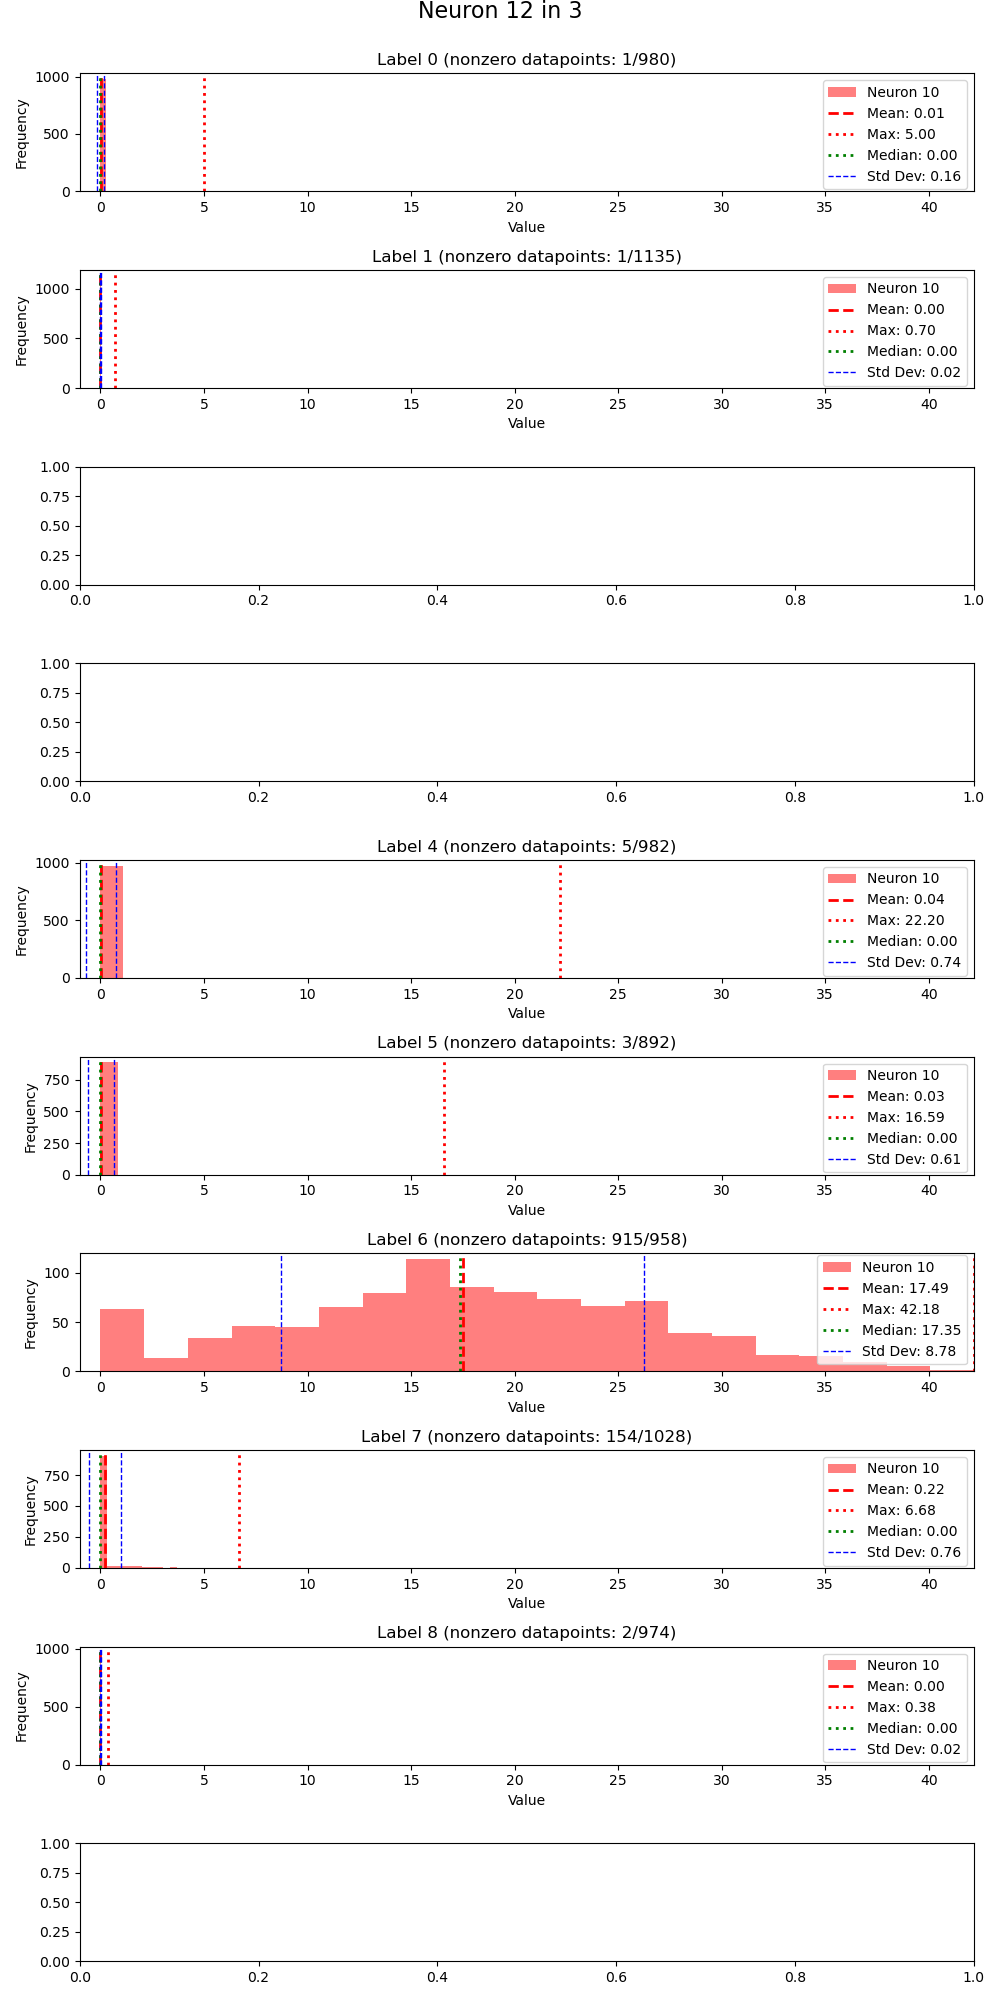 Neuron 12 in 3
Label 0 (nonzero datapoints: 1/980)
1000
500
0
Frequency
Neuron 10
Mean: 0.01
Max: 5.00
Median: 0.00
Std Dev: 0.16
0 5 10 15 20 25 30 35 40
Value
Label 1 (nonzero datapoints: 1/1135)
1000
500
0
Frequency
Neuron 10
Mean: 0.00
Max: 0.70
Median: 0.00
Std Dev: 0.02
0 5 10 15 20 25 30 35 40
Value
1.00
0.75
0.50
0.25
0.00
0.0 0.2 0.4 0.6 0.8 1.0
1.00
0.75
0.50
0.25
0.00
0.0 0.2 0.4 0.6 0.8 1.0
Label 4 (nonzero datapoints: 5/982)
1000
500
0
Frequency
Neuron 10
Mean: 0.04
Max: 22.20
Median: 0.00
Std Dev: 0.74
0 5 10 15 20 25 30 35 40
Value
Label 5 (nonzero datapoints: 3/892)
750
500
250
0
Frequency
Neuron 10
Mean: 0.03
Max: 16.59
Median: 0.00
Std Dev: 0.61
0 5 10 15 20 25 30 35 40
Value
Label 6 (nonzero datapoints: 915/958)
100
50
0
Frequency
Neuron 10
Mean: 17.49
Max: 42.18
Median: 17.35
Std Dev: 8.78
0 5 10 15 20 25 30 35 40
Value
Label 7 (nonzero datapoints: 154/1028)
750
500
250
0
Frequency
Neuron 10
Mean: 0.22
Max: 6.68
Median: 0.00
Std Dev: 0.76
0 5 10 15 20 25 30 35 40
Value
Label 8 (nonzero datapoints: 2/974)
1000
500
0
Frequency
Neuron 10
Mean: 0.00
Max: 0.38
Median: 0.00
Std Dev: 0.02
0 5 10 15 20 25 30 35 40
Value
1.00
0.75
0.50
0.25
0.00
0.0 0.2 0.4 0.6 0.8 1.0